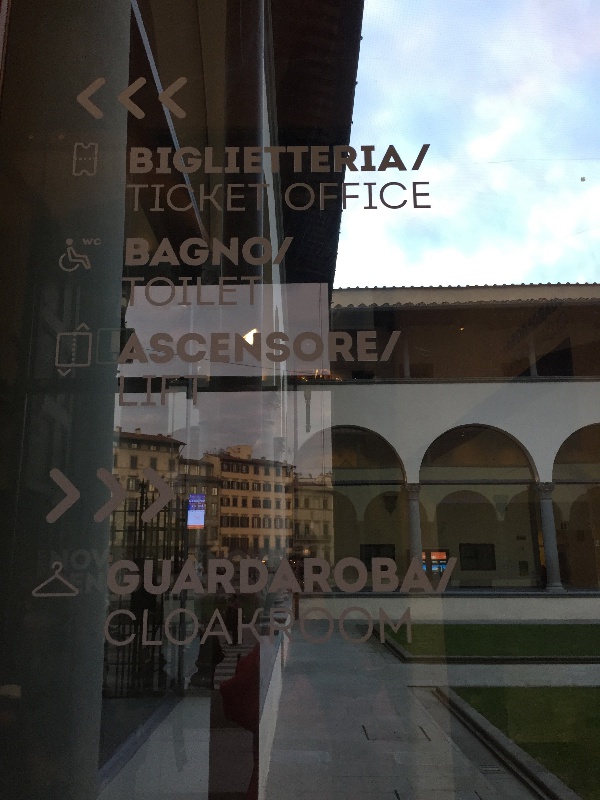 <<<
BIGLIETTERIA/
TICKET OFFICE
WC
BAGNO/
TOILET
ASCENSORE/
LIFT
>>>
GUARDAROBA/
CLOAKROOM